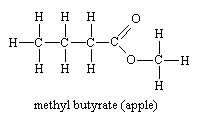 H H H O
H C C C C H
H H H O C H
H
methyl butyrate (apple)